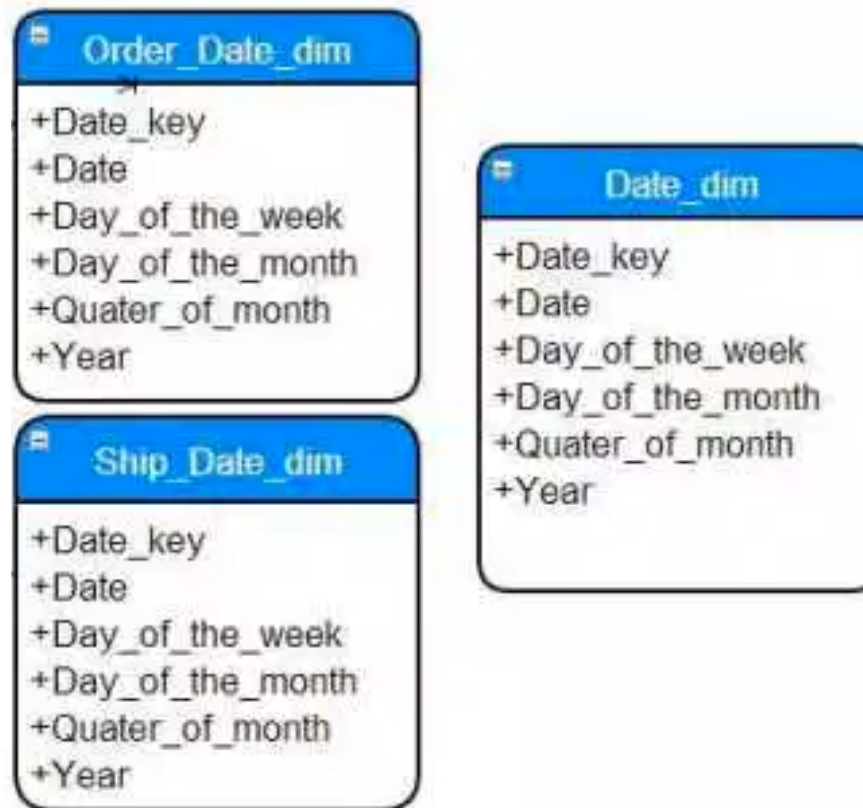 Order_Date_dim
+Date_key
+Date
+Day_of_the_week
+Day_of_the_month
+Quater_of_month
+Year
Ship_Date_dim
+Date_key
+Date
+Day_of_the_week
+Day_of_the_month
+Quater_of_month
+Year
Date_dim
+Date_key
+Date
+Day_of_the_week
+Day_of_the_month
+Quater_of_month
+Year